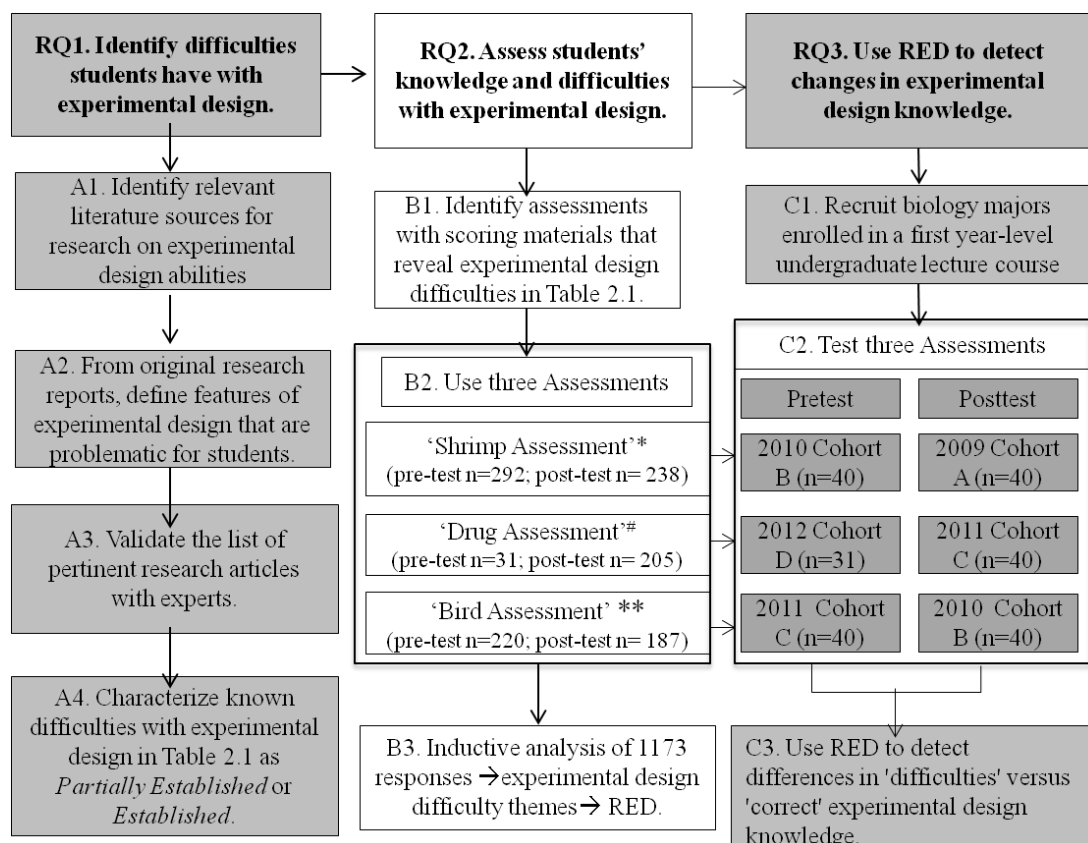 RQ1. Identify difficulties
students have with
experimental design.
A1. Identify relevant
literature sources for
research on experimental
design abilities
A2. From original research
reports, define features of
experimental design that are
problematic for students.
A3. Validate the list of
pertinent research articles
with experts.
A4. Characterize known
difficulties with experimental
design in Table 2.1 as
Partially Established or
Established.
RQ2. Assess students’
knowledge and difficulties
with experimental design.
B1. Identify assessments
with scoring materials that
reveal experimental design
difficulties in Table 2.1.
B2. Use three Assessments
‘Shrimp Assessment’*
(pre-test n=292; post-test n= 238)
‘Drug Assessment’#
(pre-test n=31; post-test n= 205)
‘Bird Assessment’ **
(pre-test n=220; post-test n= 187)
B3. Inductive analysis of 1173
responses →experimental design
difficulty themes→ RED.
RQ3. Use RED to detect
changes in experimental
design knowledge.
C1. Recruit biology majors
enrolled in a first year-level
undergraduate lecture course
C2. Test three Assessments
Pretest
Posttest
2010 Cohort
B (n=40)
2009 Cohort
A (n=40)
2012 Cohort
D (n=31)
2011 Cohort
C (n=40)
2011 Cohort
C (n=40)
2010 Cohort
B (n=40)
C3. Use RED to detect
differences in 'difficulties' versus
'correct' experimental design
knowledge.